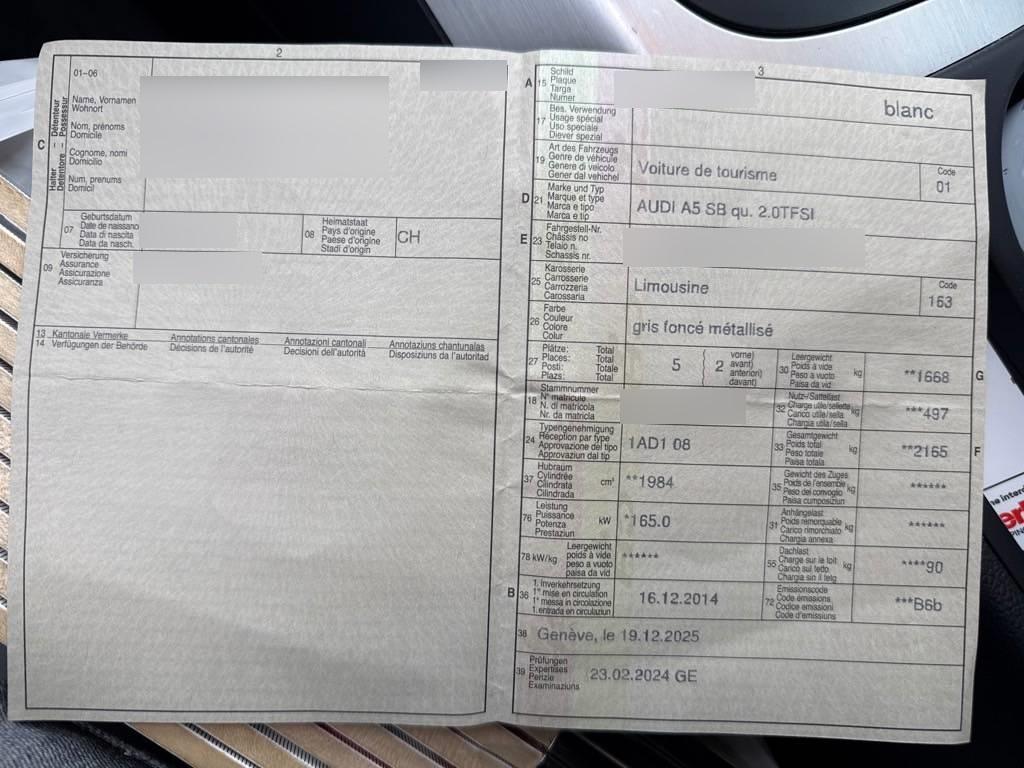 2
01–06
Name, Vornamen
Wohnort
Nom, prénoms
Domicile
Cognome, nomi
Domicilio
Num, prenums
Domicil
C
Halter – Détenteur
Detentore – Possessur
07
Geburtsdatum
Date de naissance
Data di nascita
Data da nasch.
08
Heimatstaat
Pays d'origine
Paese d'origine
Stadi d'origin
CH
09
Versicherung
Assurance
Assicurazione
Assicuranza
13 Kantonale Vermerke Annotations cantonales Annotazioni cantonali Annotaziuns chantunalas
14 Verfügungen der Behörde Décisions de l'autorité Decisioni dell'autorità Disposiziuns da l'autoritad
3
A 15
Schild
Plaque
Targa
Numer
blanc
17
Bes. Verwendung
Usage spécial
Uso speciale
Diever spezial
19
Art des Fahrzeugs
Genre de véhicule
Genere di veicolo
Gener dal vehichel
Voiture de tourisme
Code
01
D 21
Marke und Typ
Marque et type
Marca e tipo
Marca e tip
AUDI A5 SB qu. 2.0TFSI
E 23
Fahrgestell-Nr.
Châssis no
Telaio n.
Schassis nr.
25
Karosserie
Carrosserie
Carrozzeria
Carossaria
Limousine
Code
163
26
Farbe
Couleur
Colore
Colur
gris foncé métallisé
27
Plätze: Total
Places: Total
Posti: Totale
Plazs: Total
5
2
vorne)
avant)
anteriori)
davant)
30
Leergewicht
Poids à vide
Peso a vuoto
Paisa da vid
kg
**1668
G
18
Stammnummer
N° matricule
N. di matricola
Nr. da matricla
32
Nutz-/Sattellast
Charge utile/sellette
Carico utile/sella
Chargia utila/sella
kg
***497
24
Typengenehmigung
Réception par type
Approvazione del tipo
Approvaziun dal tip
1AD1 08
33
Gesamtgewicht
Poids total
Peso totale
Paisa totala
kg
**2165
F
37
Hubraum
Cylindrée
Cilindrata
Cilindrada
cm³
**1984
35
Gewicht des Zuges
Poids de l'ensemble
Peso del convoglio
Paisa cumposiziun
kg
******
76
Leistung
Puissance
Potenza
Prestaziun
kW
*165.0
31
Anhängelast
Poids remorquable
Carico rimorchiato
Chargia annexa
kg
******
78 kW/kg
Leergewicht
poids à vide
peso a vuoto
paisa da vid
******
55
Dachlast
Charge sur le toit
Carico sul tetto
Chargia sin il tetg
kg
****90
B 36
1. Inverkehrsetzung
1re mise en circulation
1a messa in circolazione
1. entrada en circulaziun
16.12.2014
72
Emissionscode
Code émissions
Codice emissioni
Code d'emissiuns
***B6b
38
Genève, le 19.12.2025
39
Prüfungen
Expertises
Perizie
Examinaziuns
23.02.2024 GE